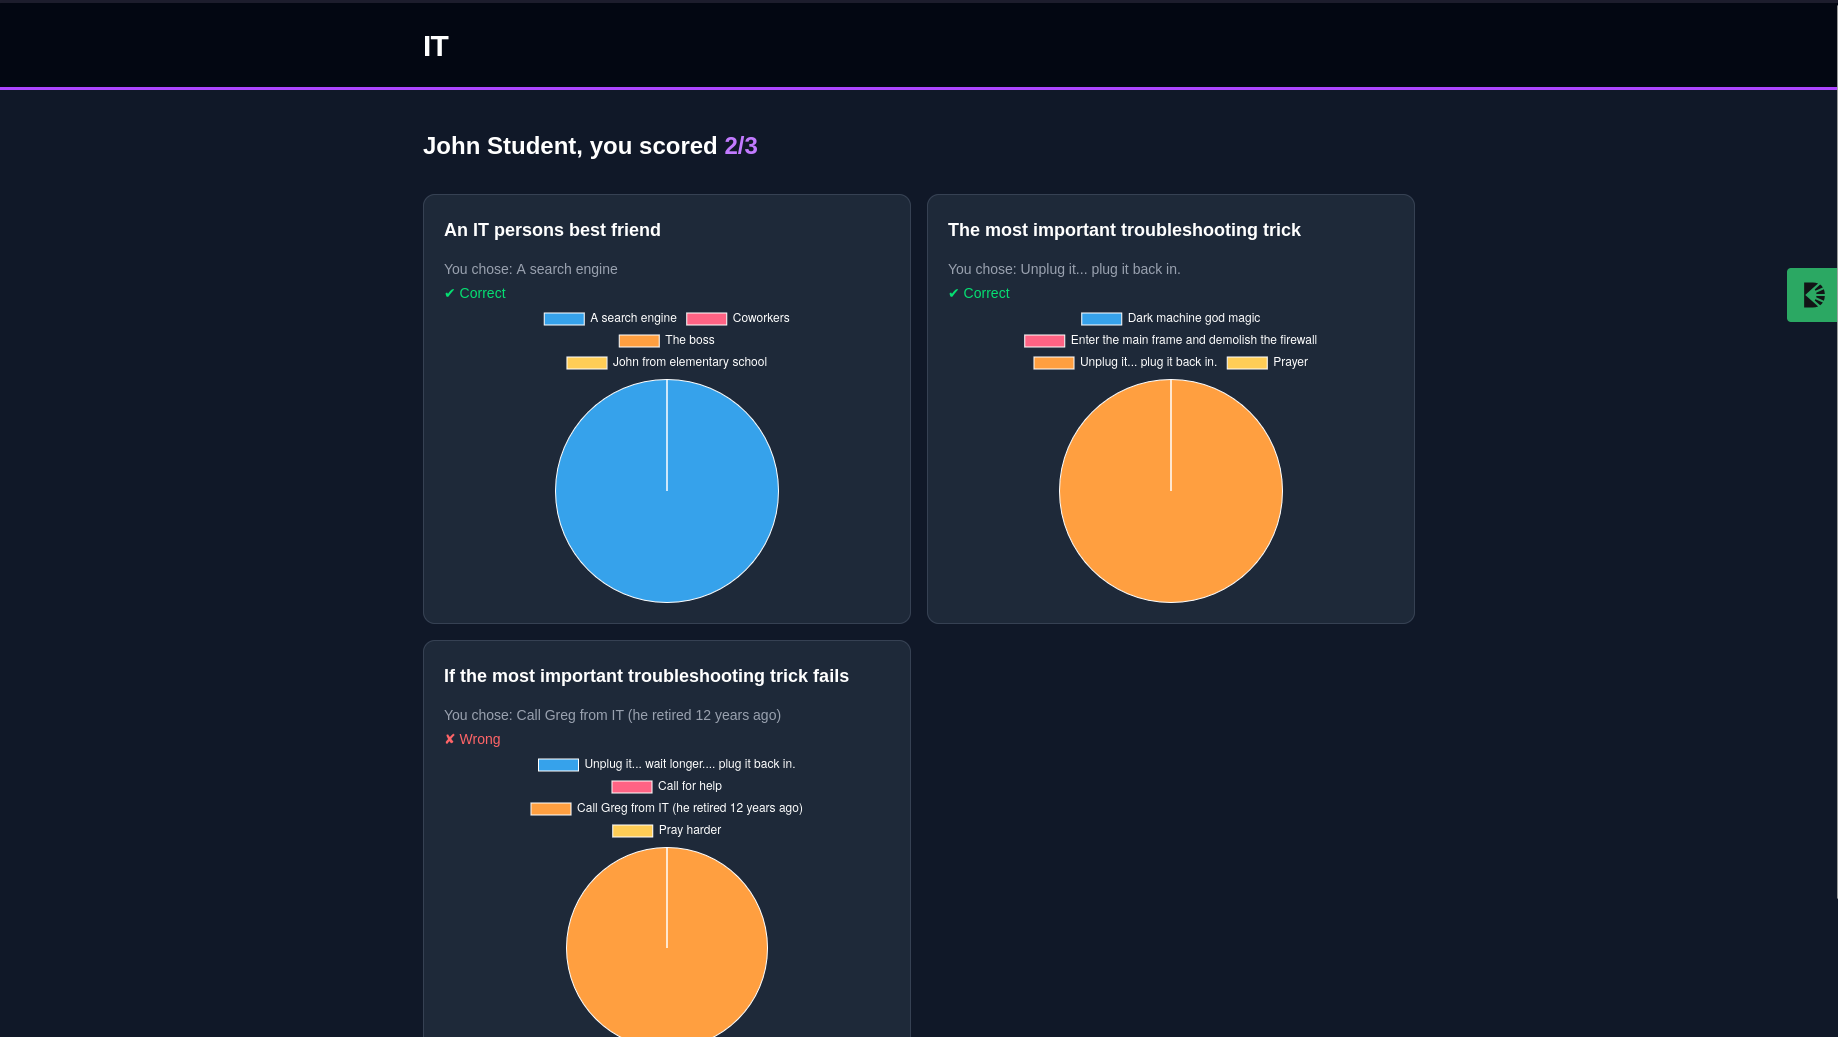 IT
John Student, you scored 2/3
An IT persons best friend
You chose: A search engine
✔ Correct
A search engine Coworkers
The boss
John from elementary school
The most important troubleshooting trick
You chose: Unplug it... plug it back in.
✔ Correct
Dark machine god magic
Enter the main frame and demolish the firewall
Unplug it... plug it back in. Prayer
If the most important troubleshooting trick fails
You chose: Call Greg from IT (he retired 12 years ago)
✘ Wrong
Unplug it... wait longer.... plug it back in.
Call for help
Call Greg from IT (he retired 12 years ago)
Pray harder